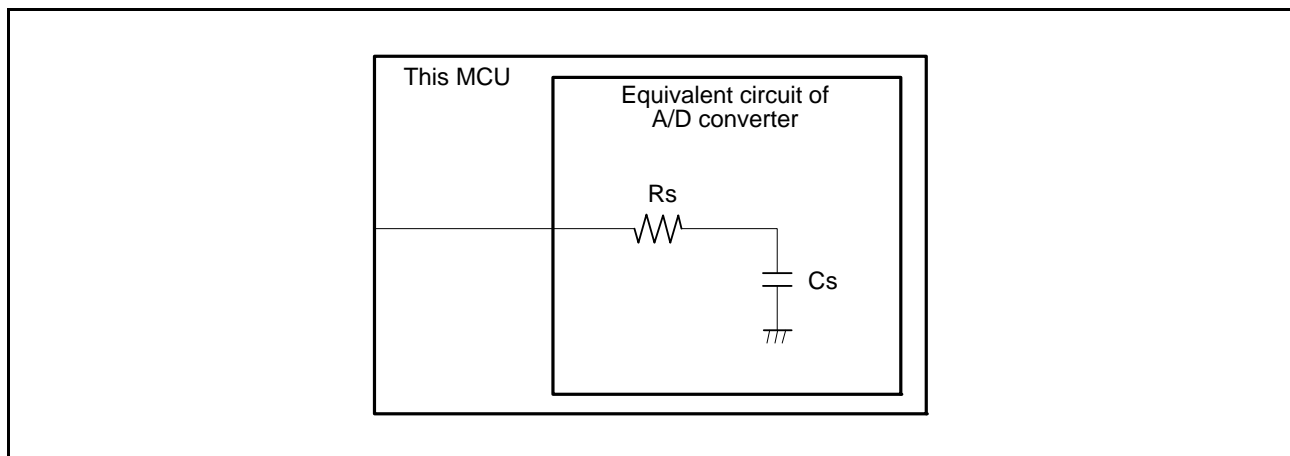 This MCU
Equivalent circuit of
A/D converter
Rs
Cs